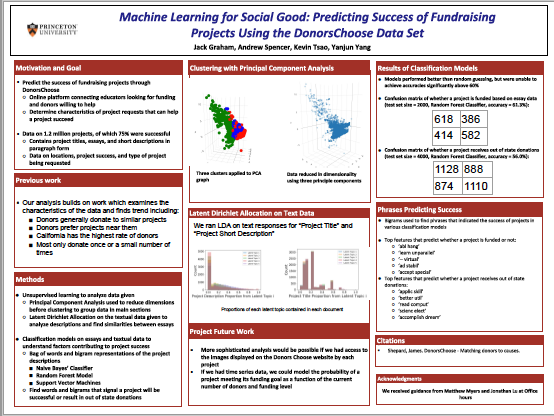 PRINCETON
UNIVERSITY
Machine Learning for Social Good: Predicting Success of Fundraising
Projects Using the DonorsChoose Data Set
Jack Graham, Andrew Spencer, Kevin Tsao, Yanjun Yang
Motivation and Goal
Predict the success of fundraising projects through
DonorsChoose
Online platform connecting educators looking for funding
and donors willing to help
Determine characteristics of project requests that can help
a project succeed
Data on 1.2 million projects, of which 75% were successful
Contains project titles, essays, and short descriptions in
paragraph form
Data on locations, project success, and type of project
being requested
Previous work
Our analysis builds on work which examines the
characteristics of the data and finds trend including:
Donors generally donate to similar projects
Donors prefer projects near them
California has the highest rate of donors
Most only donate once or a small number of
times
Methods
Unsupervised learning to analyze data given
Principal Component Analysis used to reduce dimensions
before clustering to group data in main sections
Latent Dirichlet Allocation on the textual data given to
analyze descriptions and find similarities between essays
Classification models on essays and textual data to
understand factors contributing to project success
Bag of words and bigram representations of the project
descriptions
Naive Bayes' Classifier
Random Forest Model
Support Vector Machines
Find words and bigrams that signal a project will be
successful or result in out of state donations
Clustering with Principal Component Analysis
Three clusters applied to PCA
graph
Data reduced in dimensionality
using three principle components
Latent Dirichlet Allocation on Text Data
We ran LDA on text responses for "Project Title" and
"Project Short Description"
Project Description Proportion from Latent Topic
Project Title Proportion from Latent Topic
Proportions of each latent topic contained in each document
Project Future Work
More sophisticated analysis would be possible if we had access to
the images displayed on the Donors Choose website by each
project
If we had time series data, we could model the probability of a
project meeting its funding goal as a function of the current
number of donors and funding level
Results of Classification Models
Models performed better than random guessing, but were unable to
achieve accuracies significantly above 60%
Confusion matrix of whether a project is funded based on essay data
(test set size = 2000, Random Forest Classifier, accuracy = 61.3%):
618 386
414 582
Confusion matrix of whether a project receives out of state donations
(test set size = 4000, Random Forest Classifier, accuracy = 56.0%):
1128 888
874 1110
Phrases Predicting Success
Bigrams used to find phrases that indicated the success of projects in
various classification models
Top features that predict whether a project is funded or not:
'abl hang'
'learn unparallel'
'- virtual'
'ad stabil'
'accept special'
Top features that predict whether a project receives out of state
donations:
'applic skill'
'better util'
'read comput'
'scienc elect'
'accomplish dream'
Citations
Shepard, James. DonorsChoose - Matching donors to causes.
Acknowledgments
We received guidance from Matthew Myers and Jonathan Lu at Office
hours